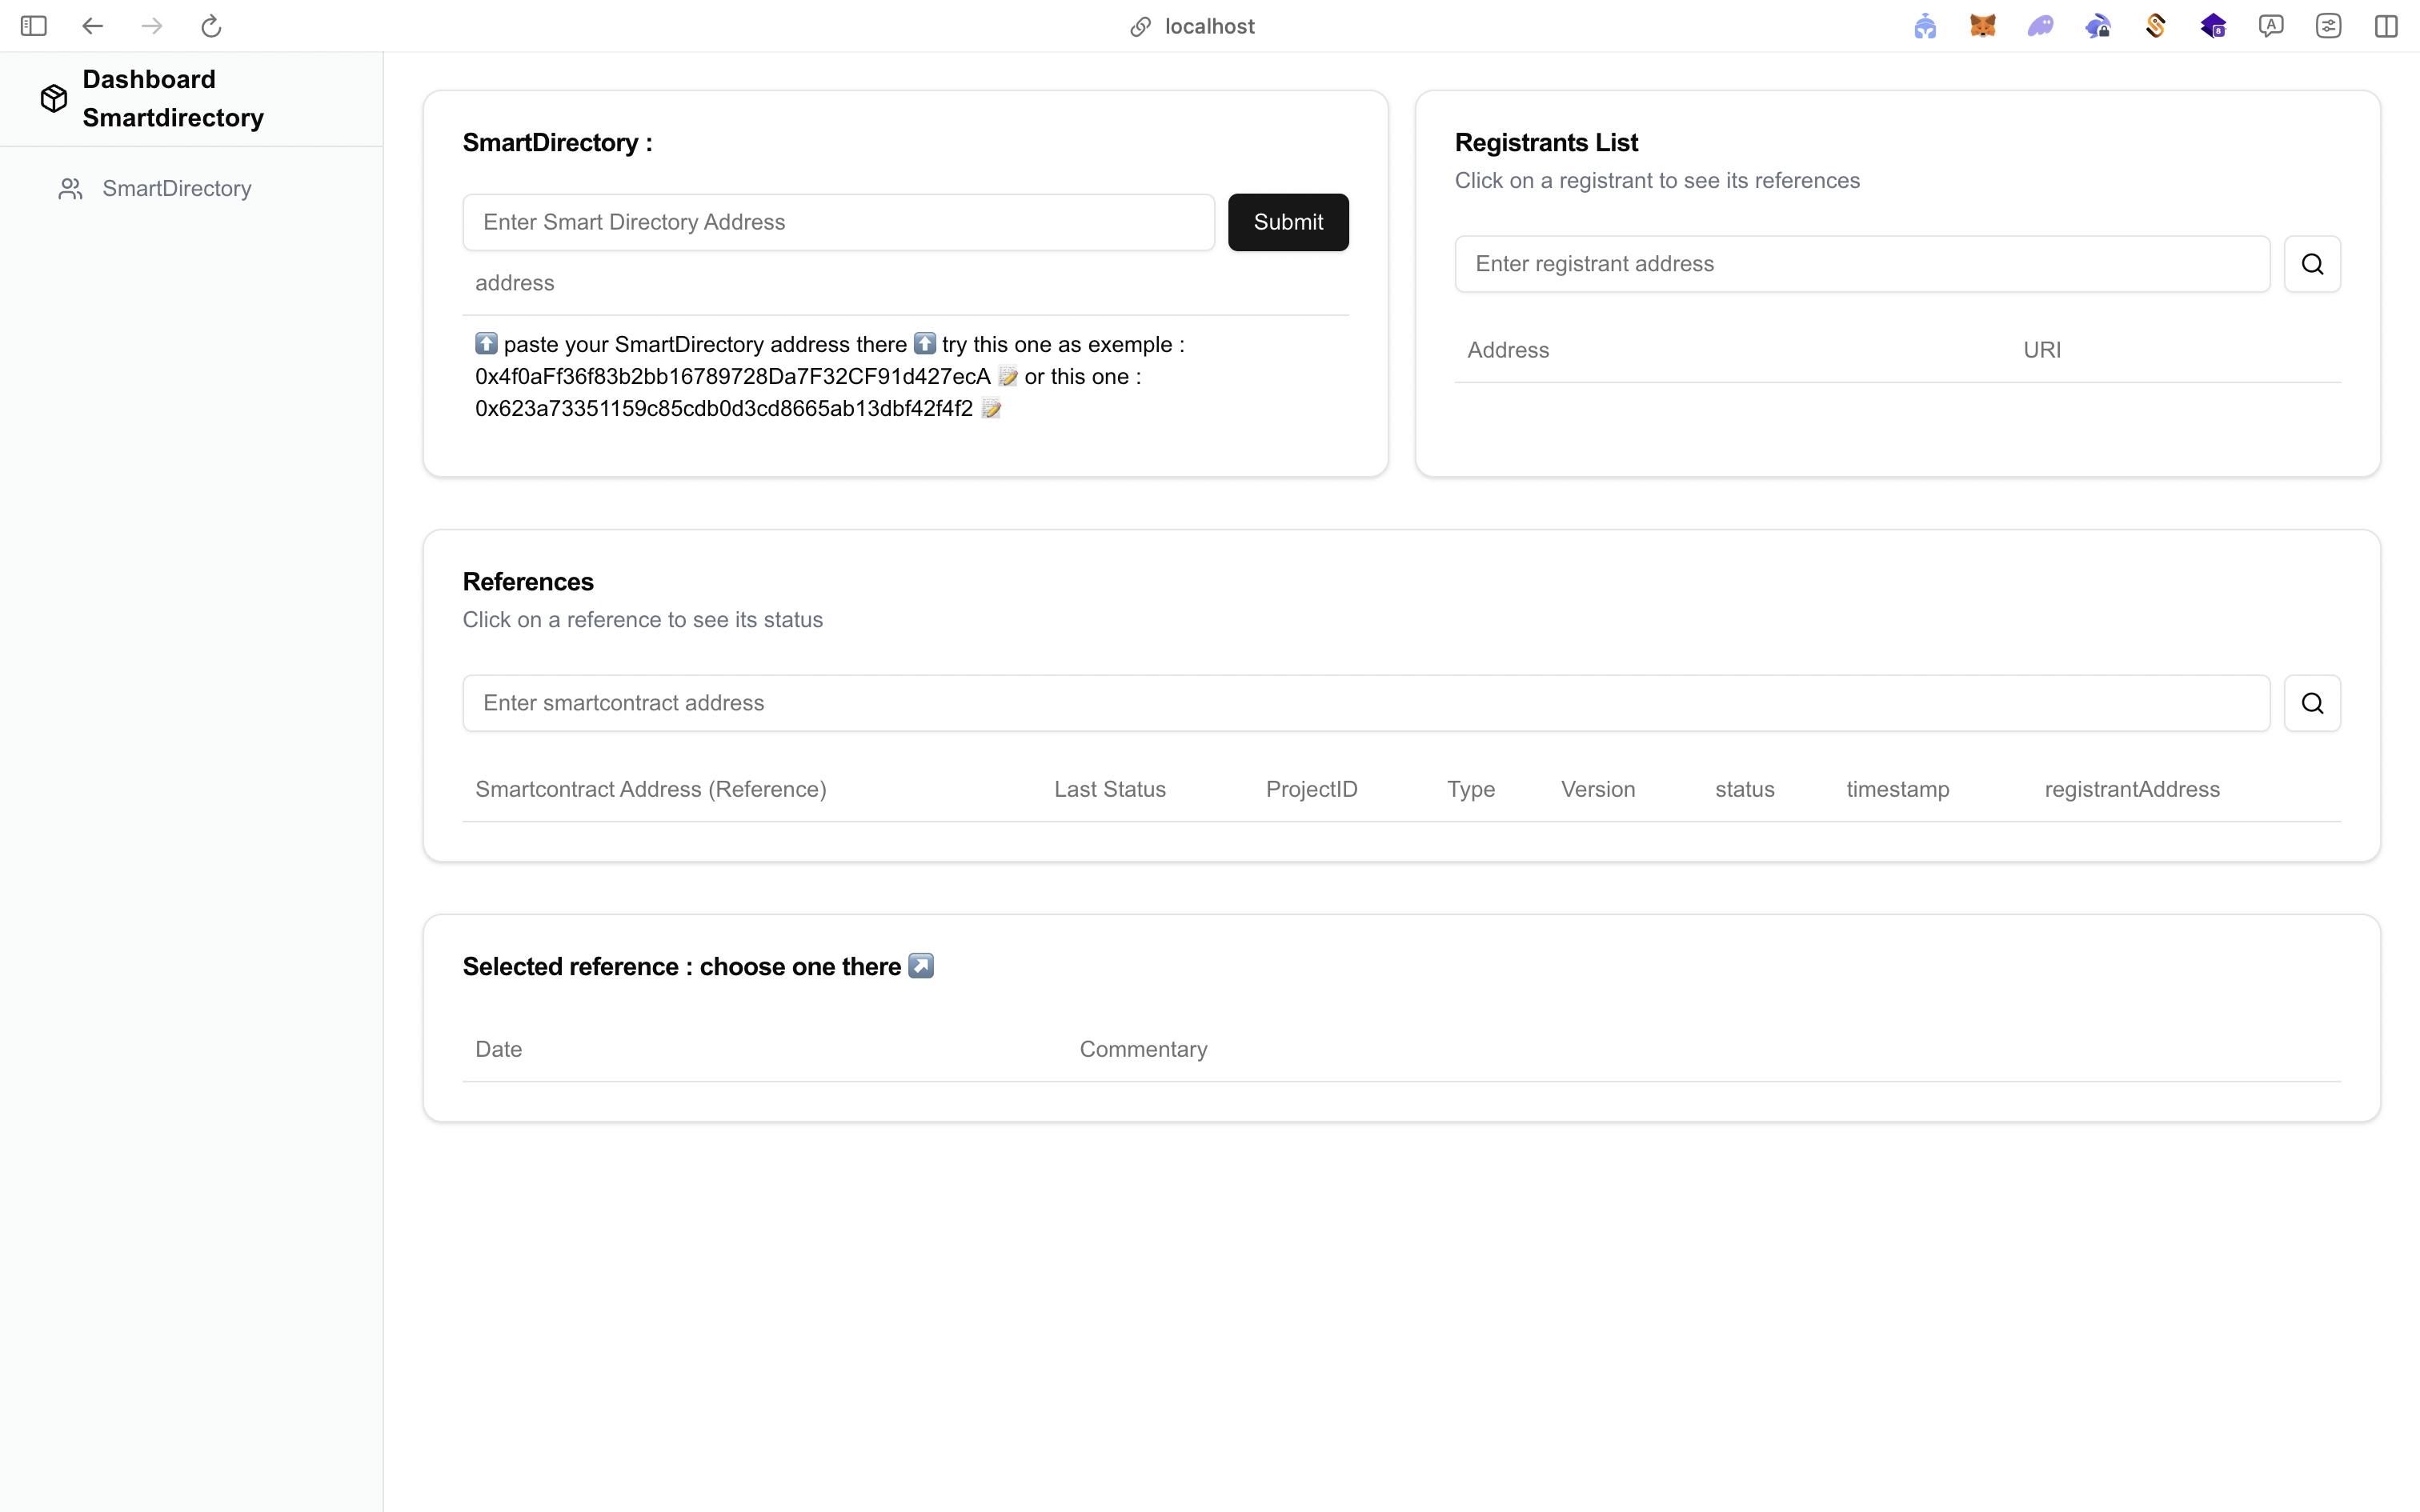 localhost
Dashboard
Smartdirectory
SmartDirectory
SmartDirectory :
Enter Smart Directory Address
Submit
address
⬆️ paste your SmartDirectory address there ⬆️ try this one as exemple :
0x4f0aFf36f83b2bb16789728Da7F32CF91d427ecA 📝 or this one :
0x623a73351159c85cdb0d3cd8665ab13dbf42f4f2 📝
Registrants List
Click on a registrant to see its references
Enter registrant address
Address URI
References
Click on a reference to see its status
Enter smartcontract address
Smartcontract Address (Reference) Last Status ProjectID Type Version status timestamp registrantAddress
Selected reference : choose one there ↗️
Date Commentary